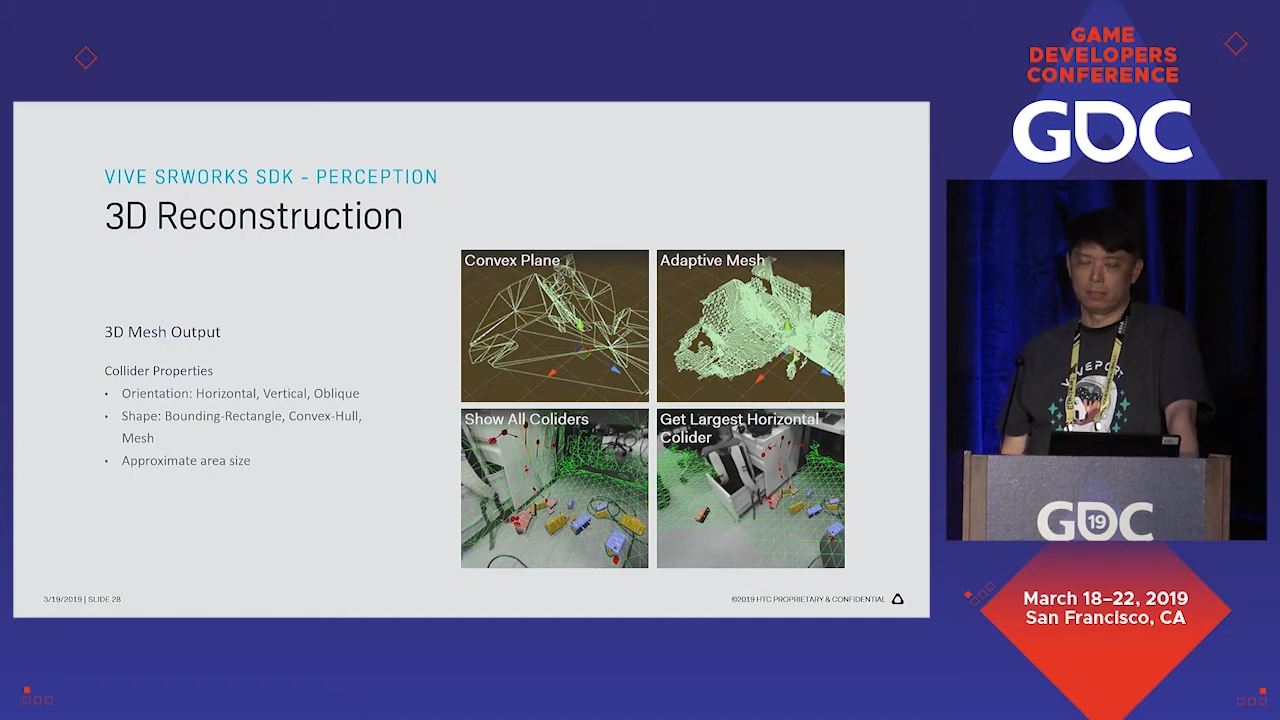 GAME
DEVELOPERS
CONFERENCE
GDC
VIVE SRWORKS SDK - PERCEPTION
3D Reconstruction
3D Mesh Output
Collider Properties
• Orientation: Horizontal, Vertical, Oblique
• Shape: Bounding-Rectangle, Convex-Hull,
Mesh
• Approximate area size
Convex Plane
Adaptive Mesh
Show All Coliders
Get Largest Horizontal
Colider
3/19/2019 | SLIDE 28
©2019 HTC PROPRIETARY & CONFIDENTIAL
VIVEPORT
GDC 19
March 18–22, 2019
San Francisco, CA